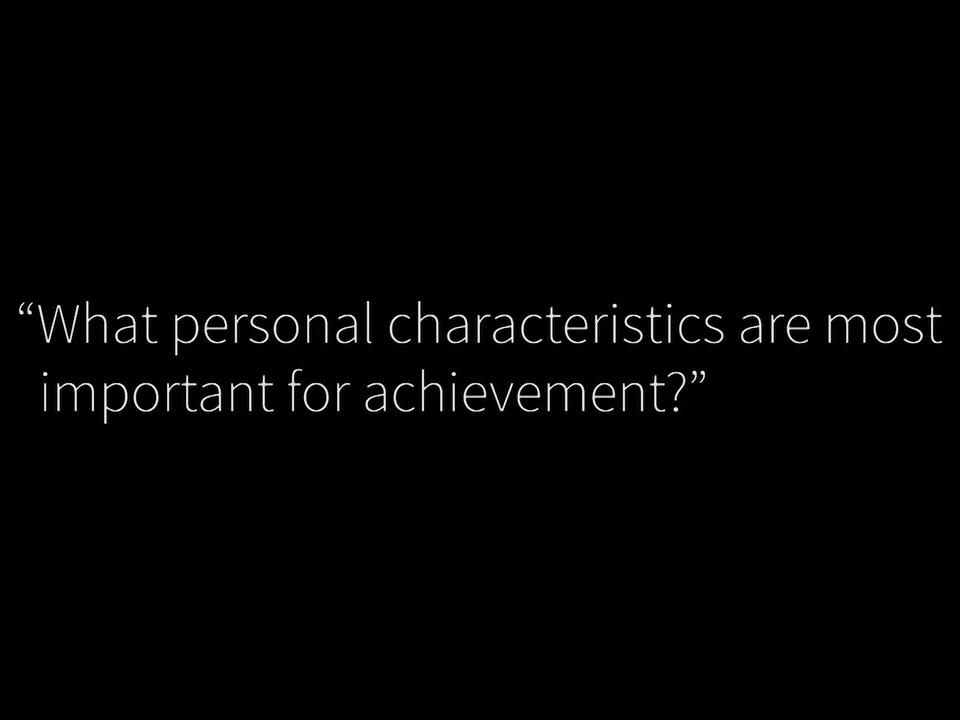 “What personal characteristics are most
important for achievement?”